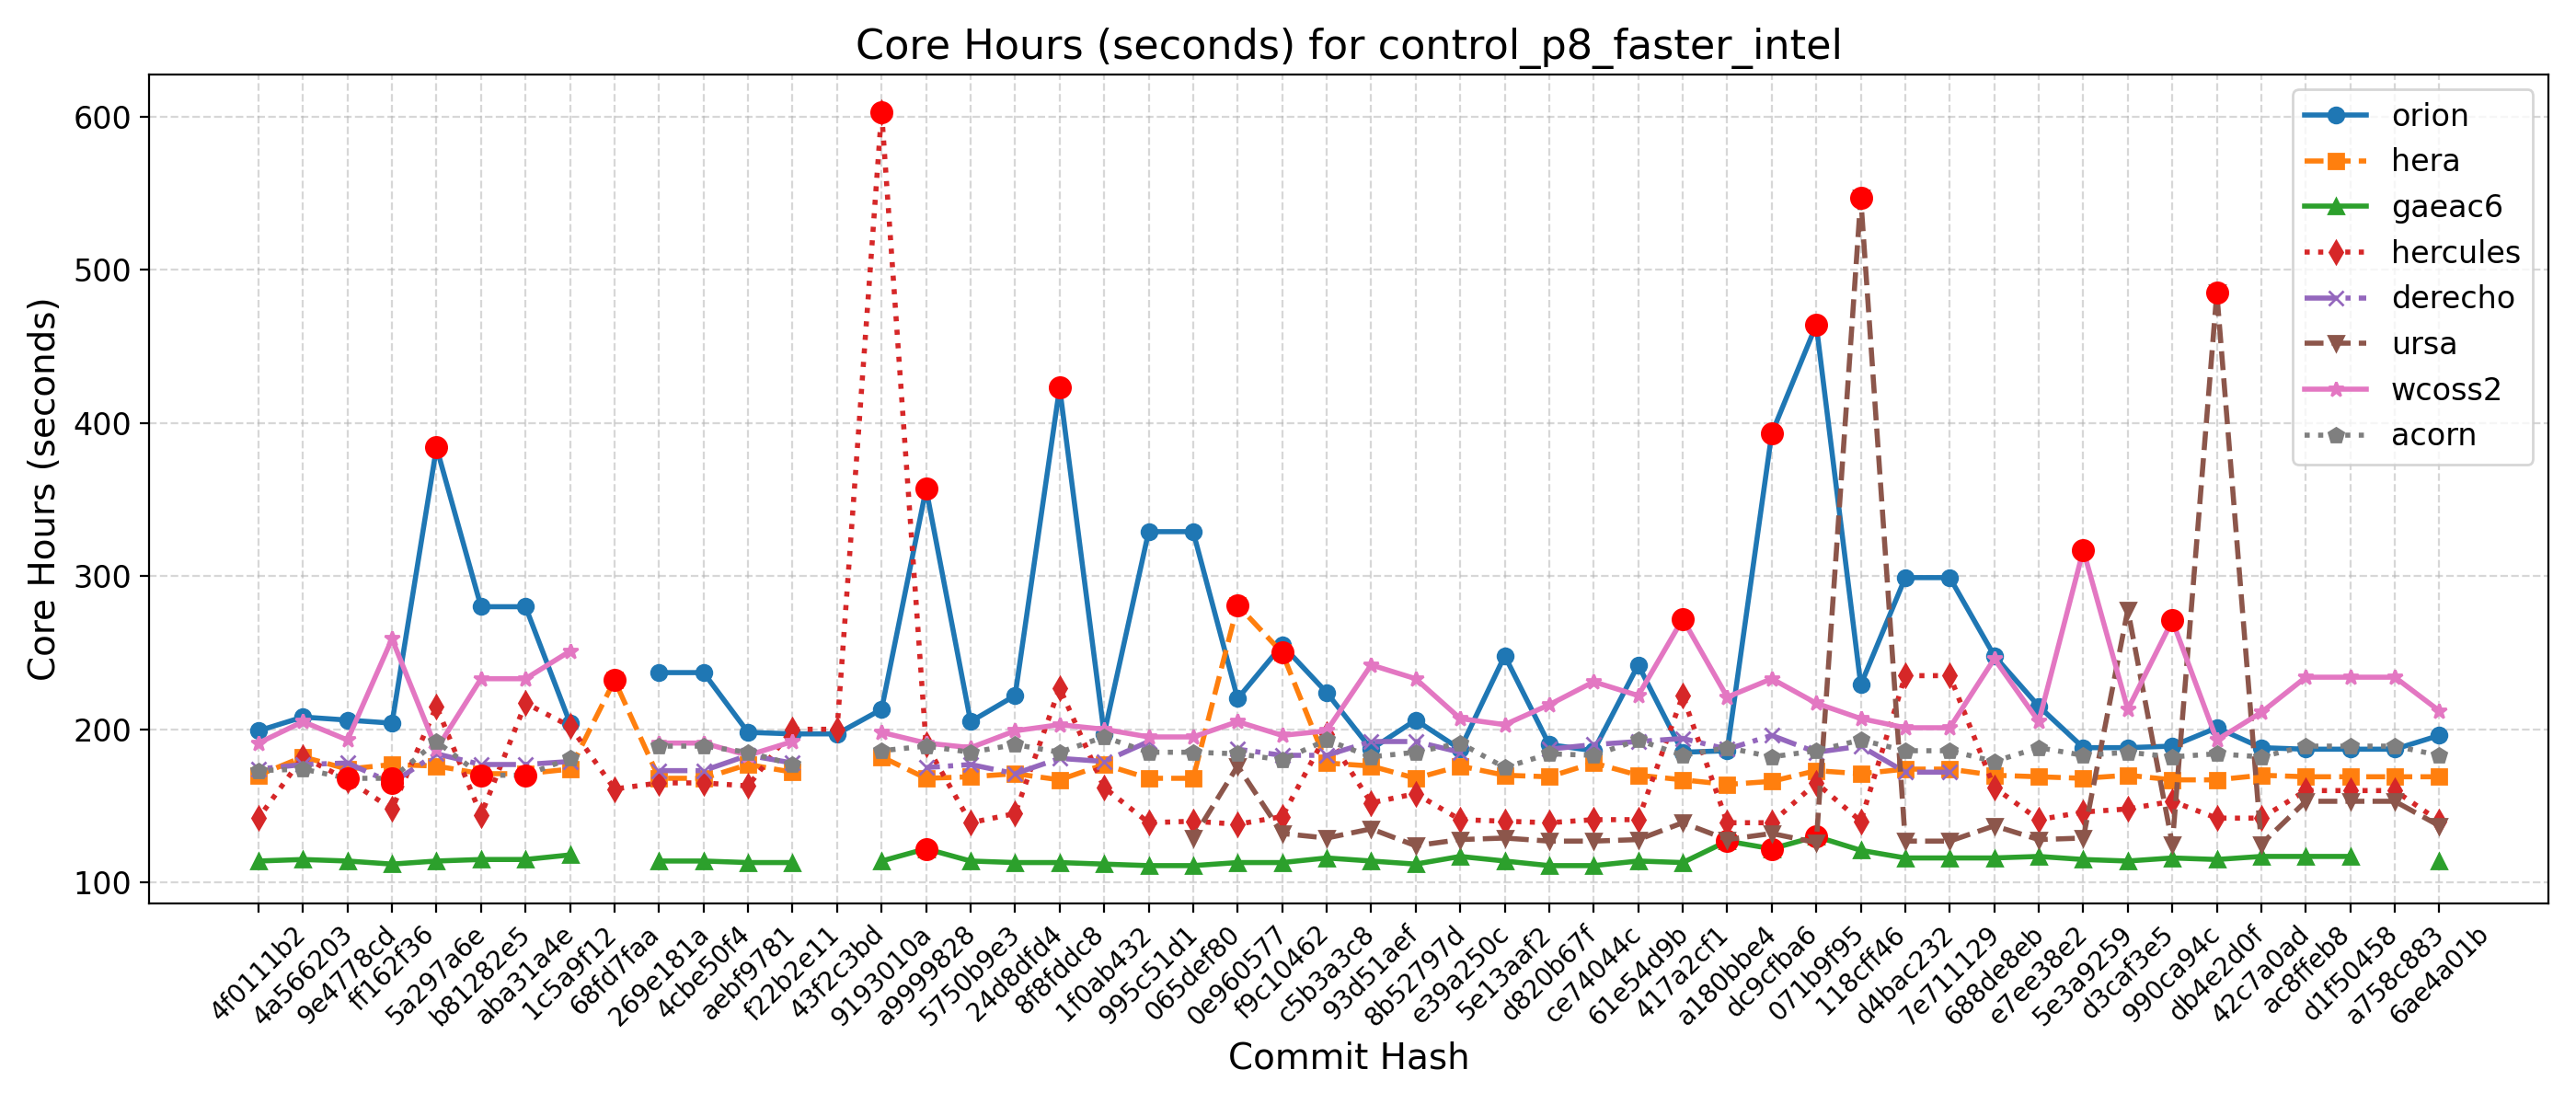 Core Hours (seconds) for control_p8_faster_intel
Core Hours (seconds)
600
500
400
300
200
100
orion
hera
gaeac6
hercules
derecho
ursa
wcoss2
acorn
4f0111b2
4a566203
9e4778cd
ff162f36
5a297a6e
b81282e5
aba31a4e
1c5a9f12
68fd7faa
269e181a
4cbe50f4
aebf9781
f22b2e11
43f2c3bd
9193010a
a9999828
5750b9e3
24d8dfd4
8f8fddc8
1f0ab432
995c51d1
065def80
0e960577
f9c10462
c5b3a3c8
93d51aef
8b52797d
e39a250c
5e13aaf2
d820b67f
ce74044c
61e54d9b
417a2cf1
a180bbe4
dc9cfba6
071b9f95
118cff46
d4bac232
7e711129
688de8eb
e7ee38e2
5e3a9259
d3caf3e5
990ca94c
db4e2d0f
42c7a0ad
ac8ffeb8
d1f50458
a758c883
6ae4a01b
Commit Hash